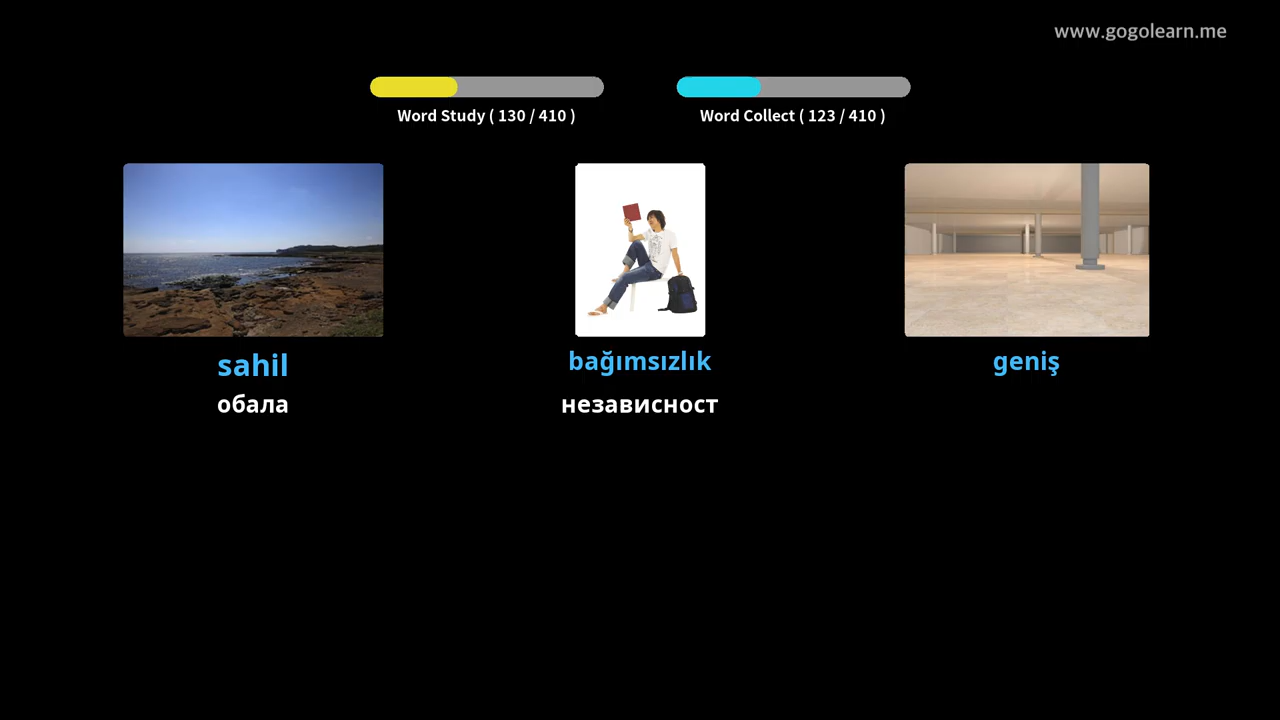 www.gogolearn.me
Word Study ( 130 / 410 )
Word Collect ( 123 / 410 )
sahil
bağımsızlık
geniş
обала
независност